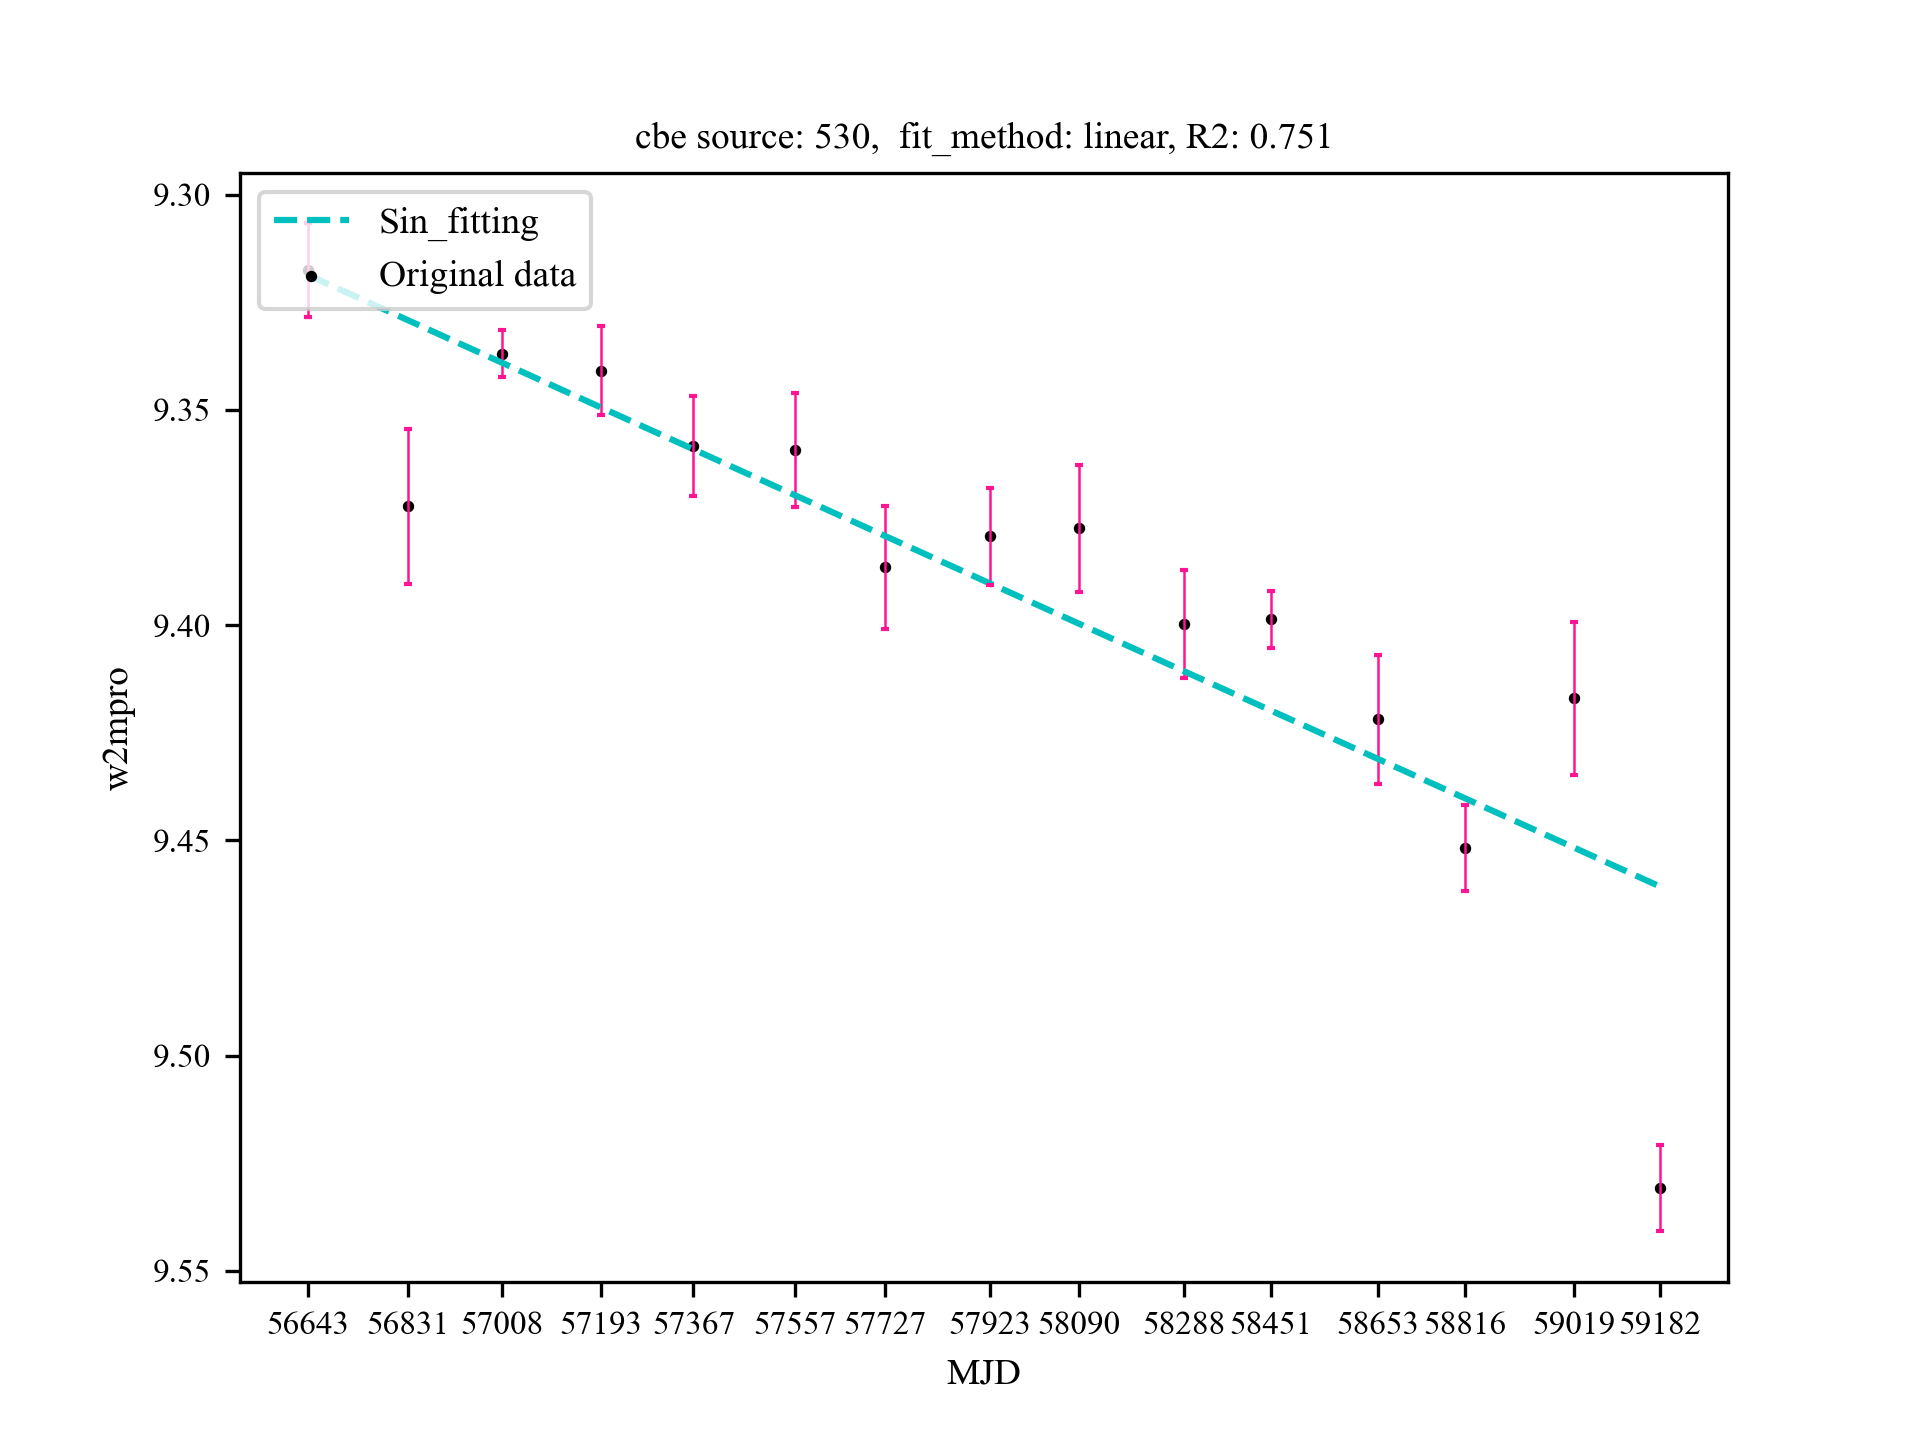 cbe source: 530,  fit_method: linear, R2: 0.751
Sin_fitting
Original data
9.30
9.35
9.40
9.45
9.50
9.55
w2mpro
56643 56831 57008 57193 57367 57557 57727 57923 58090 58288 58451 58653 58816 59019 59182
MJD